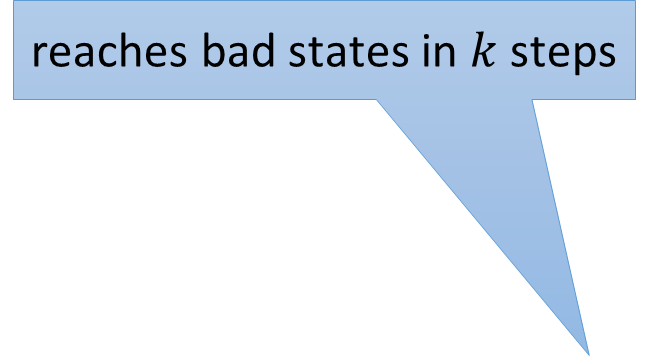 reaches bad states in k steps